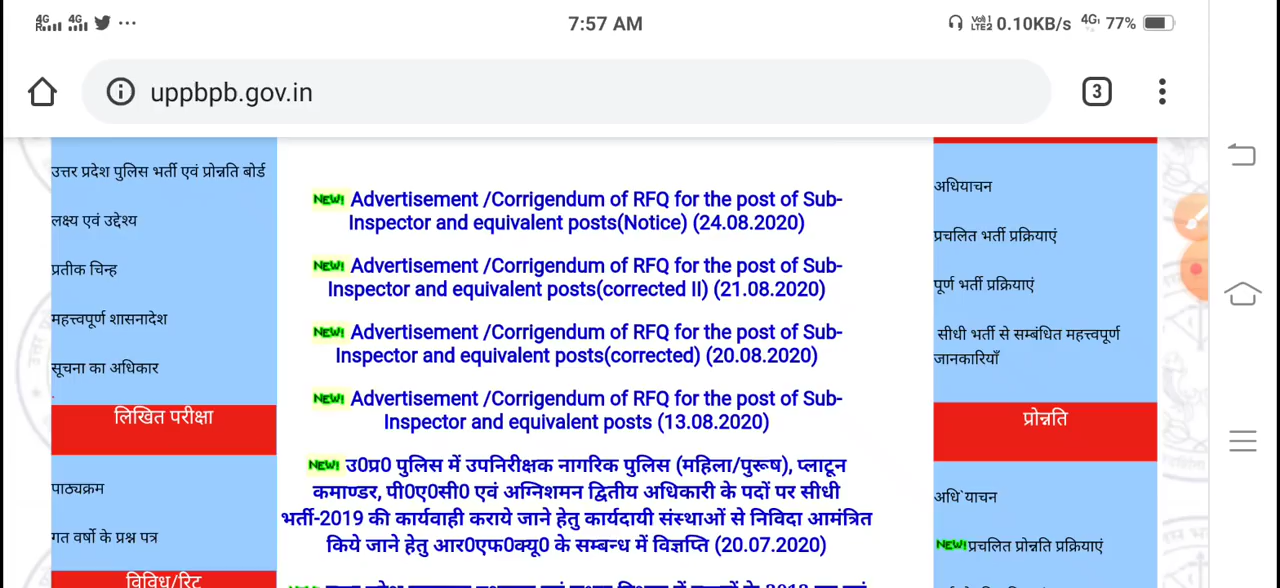 4G R 4G ...
7:57 AM
Vo) 1 LTE2 0.10KB/s 4G 77%
uppbpb.gov.in
3
उत्तर प्रदेश पुलिस भर्ती एवं प्रोन्नति बोर्ड
लक्ष्य एवं उद्देश्य
प्रतीक चिन्ह
महत्त्वपूर्ण शासनादेश
सूचना का अधिकार
लिखित परीक्षा
पाठ्यक्रम
गत वर्षो के प्रश्न पत्र
विविध/रिट
NEW! Advertisement /Corrigendum of RFQ for the post of Sub-
Inspector and equivalent posts(Notice) (24.08.2020)
NEW! Advertisement /Corrigendum of RFQ for the post of Sub-
Inspector and equivalent posts(corrected II) (21.08.2020)
NEW! Advertisement /Corrigendum of RFQ for the post of Sub-
Inspector and equivalent posts(corrected) (20.08.2020)
NEW! Advertisement /Corrigendum of RFQ for the post of Sub-
Inspector and equivalent posts (13.08.2020)
NEW! उ0प्र0 पुलिस में उपनिरीक्षक नागरिक पुलिस (महिला/पुरूष), प्लाटून
कमाण्डर, पी0ए0सी0 एवं अग्निशमन द्वितीय अधिकारी के पदों पर सीधी
भर्ती-2019 की कार्यवाही कराये जाने हेतु कार्यदायी संस्थाओं से निविदा आमंत्रित
किये जाने हेतु आर0एफ0क्यू0 के सम्बन्ध में विज्ञप्ति (20.07.2020)
अधियाचन
प्रचलित भर्ती प्रक्रियाएं
पूर्ण भर्ती प्रक्रियाएं
सीधी भर्ती से सम्बंधित महत्त्वपूर्ण
जानकारियाँ
प्रोन्नति
अधि`याचन
NEW! प्रचलित प्रोन्नति प्रक्रियाएं